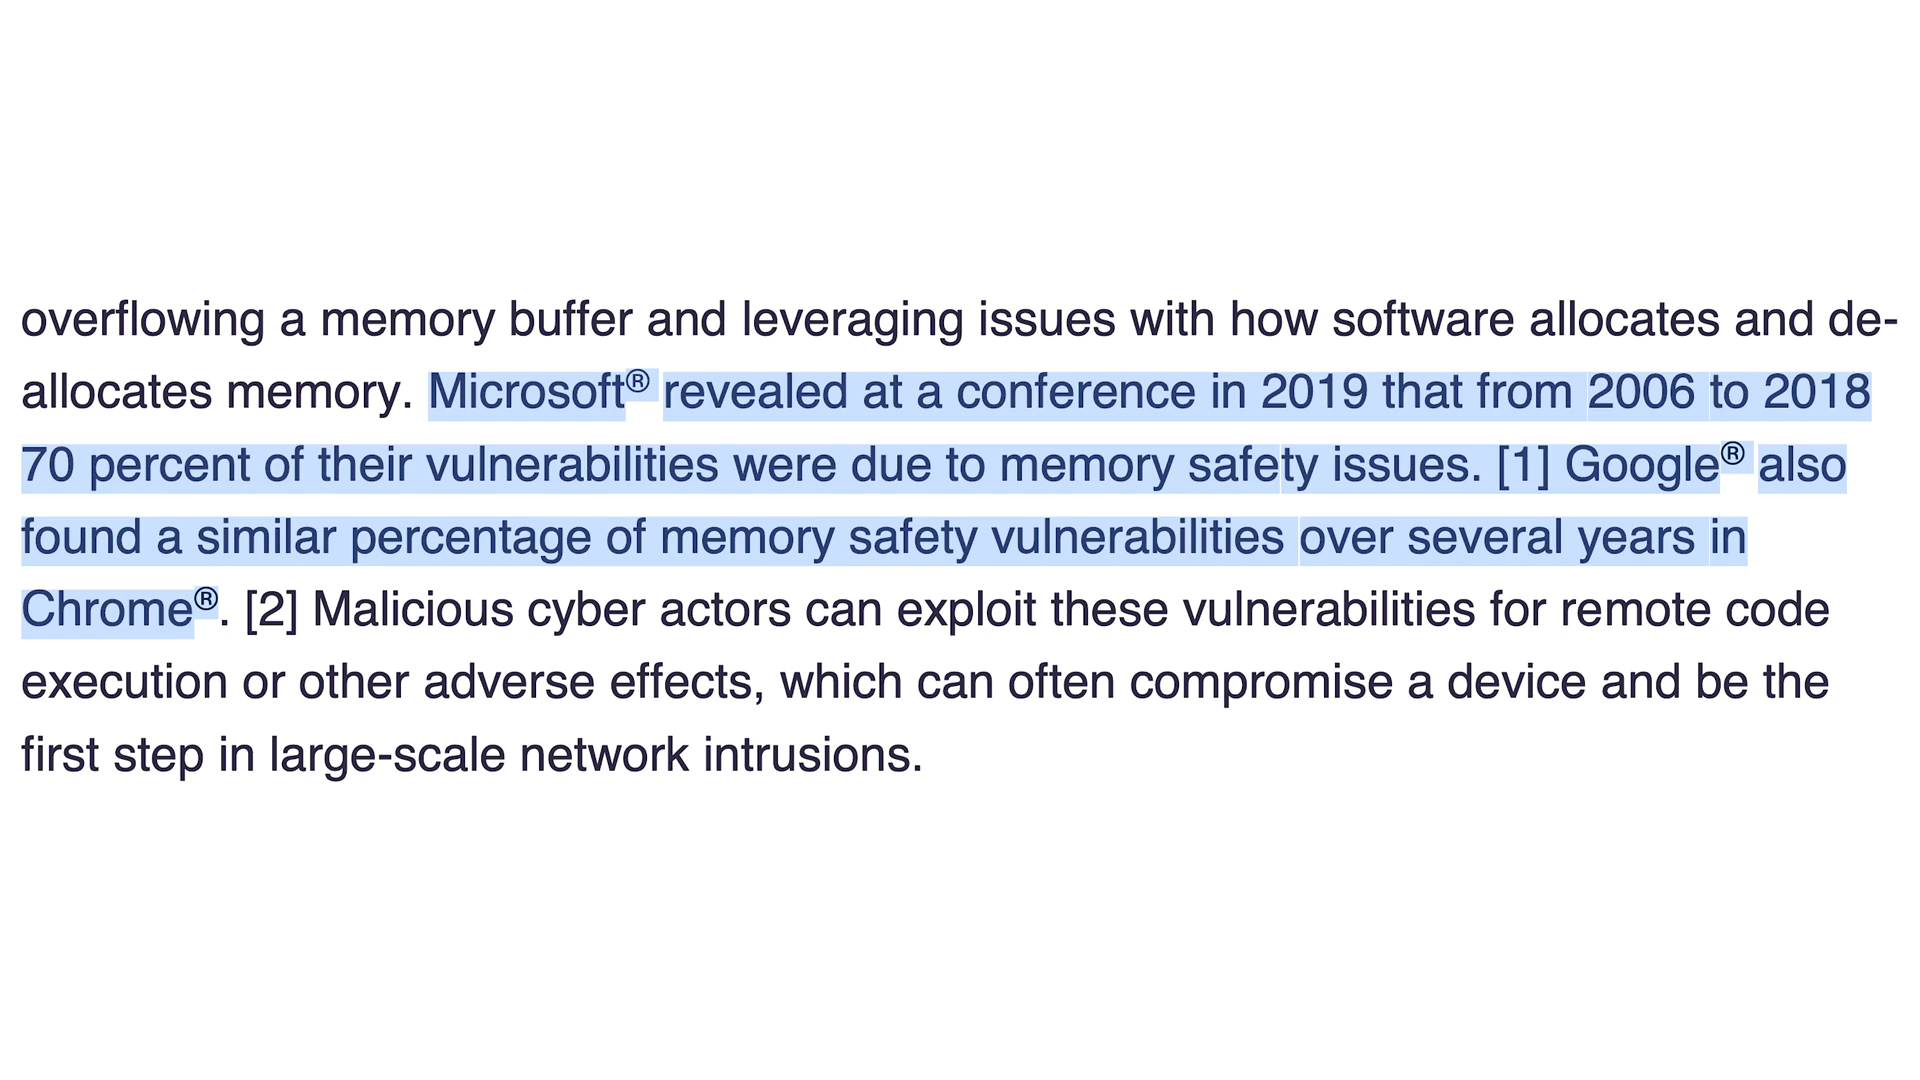 overflowing a memory buffer and leveraging issues with how software allocates and de-
allocates memory. Microsoft® revealed at a conference in 2019 that from 2006 to 2018
70 percent of their vulnerabilities were due to memory safety issues. [1] Google® also
found a similar percentage of memory safety vulnerabilities over several years in
Chrome®. [2] Malicious cyber actors can exploit these vulnerabilities for remote code
execution or other adverse effects, which can often compromise a device and be the
first step in large-scale network intrusions.